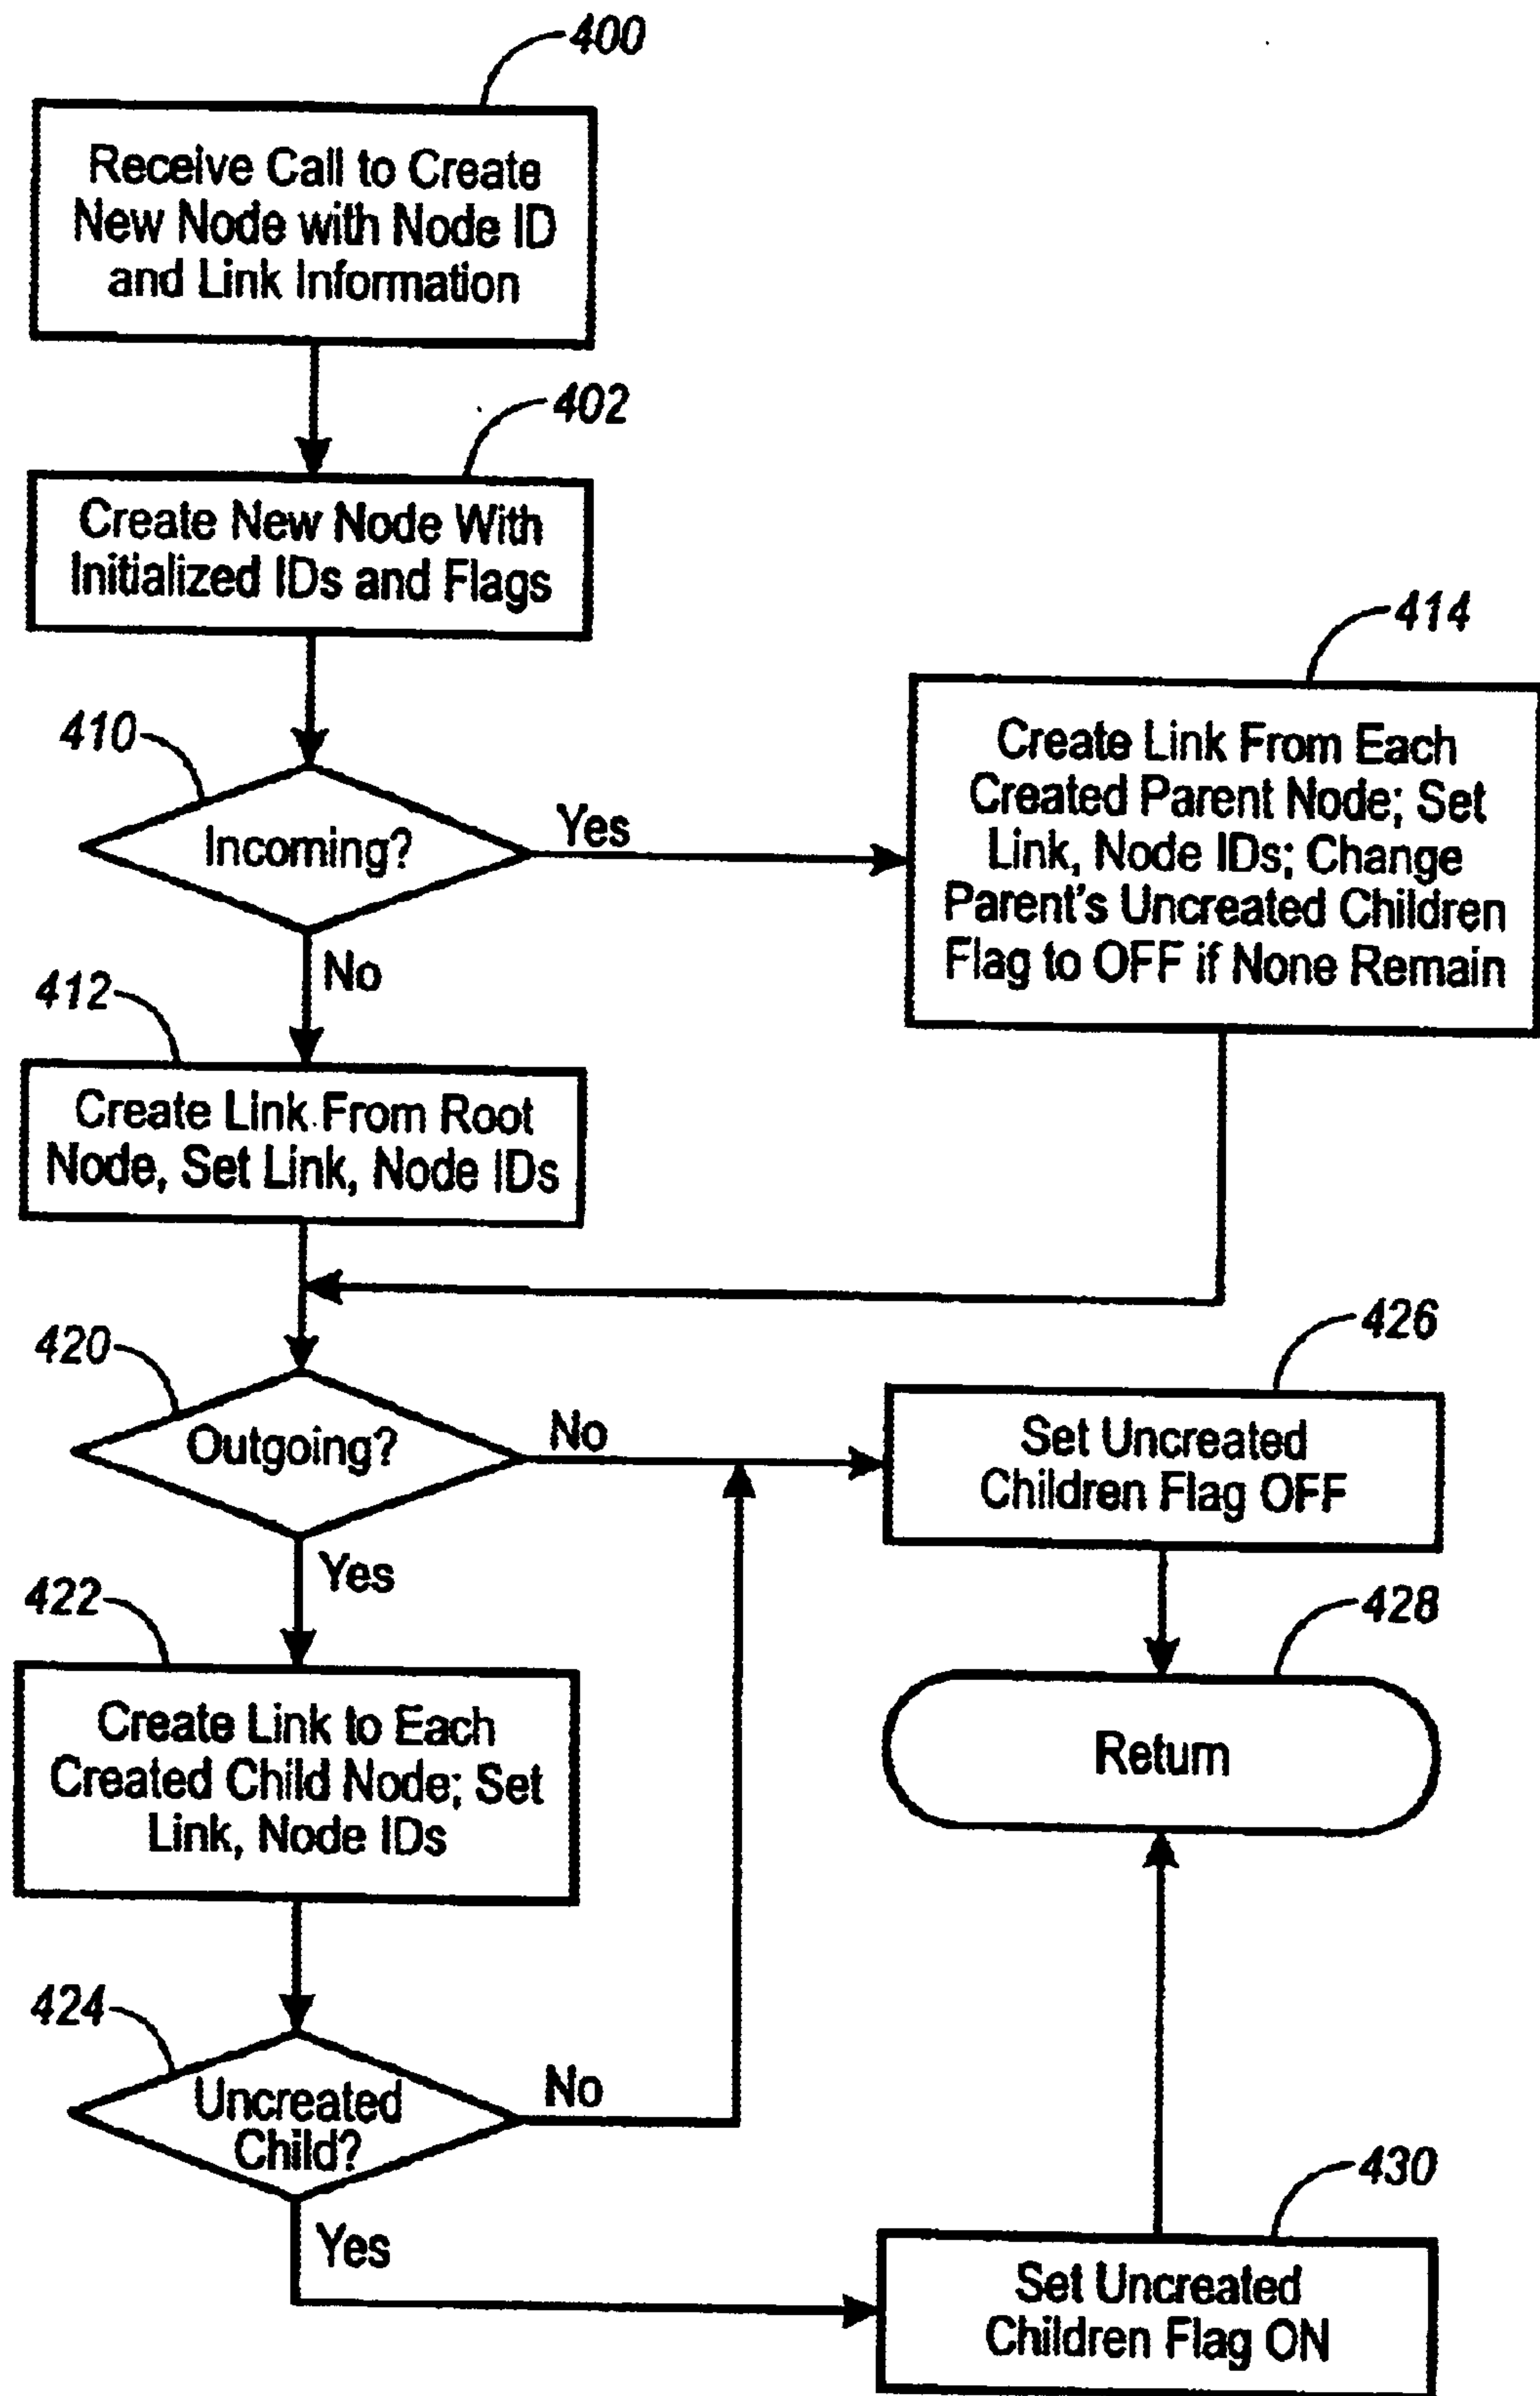 400
Receive Call to Create
New Node with Node ID
and Link Information
402
Create New Node With
Initialized IDs and Flags
414
Create Link From Each
Created Parent Node; Set
Link, Node IDs; Change
Parent's Uncreated Children
Flag to OFF if None Remain
410
Incoming?
Yes
No
412
Create Link From Root
Node, Set Link, Node IDs
420
Outgoing?
No
Yes
426
Set Uncreated
Children Flag OFF
422
Create Link to Each
Created Child Node; Set
Link, Node IDs
428
Return
424
Uncreated
Child?
No
Yes
430
Set Uncreated
Children Flag ON